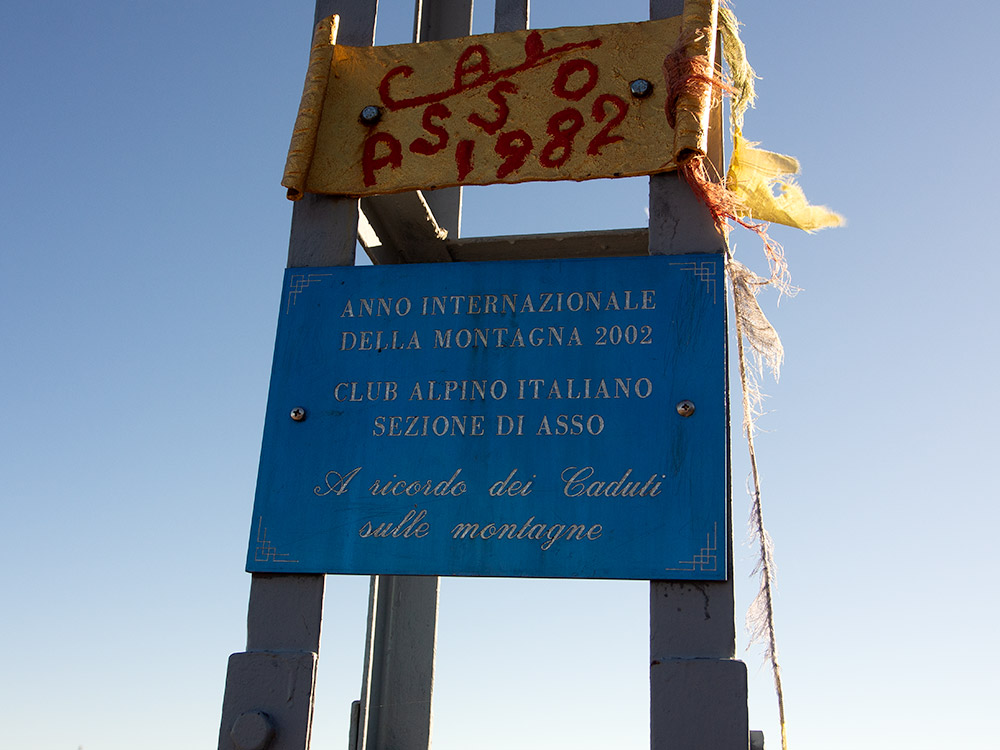 CAI
ASSO
1982
ANNO INTERNAZIONALE
DELLA MONTAGNA 2002
CLUB ALPINO ITALIANO
SEZIONE DI ASSO
A ricordo dei Caduti
sulle montagne